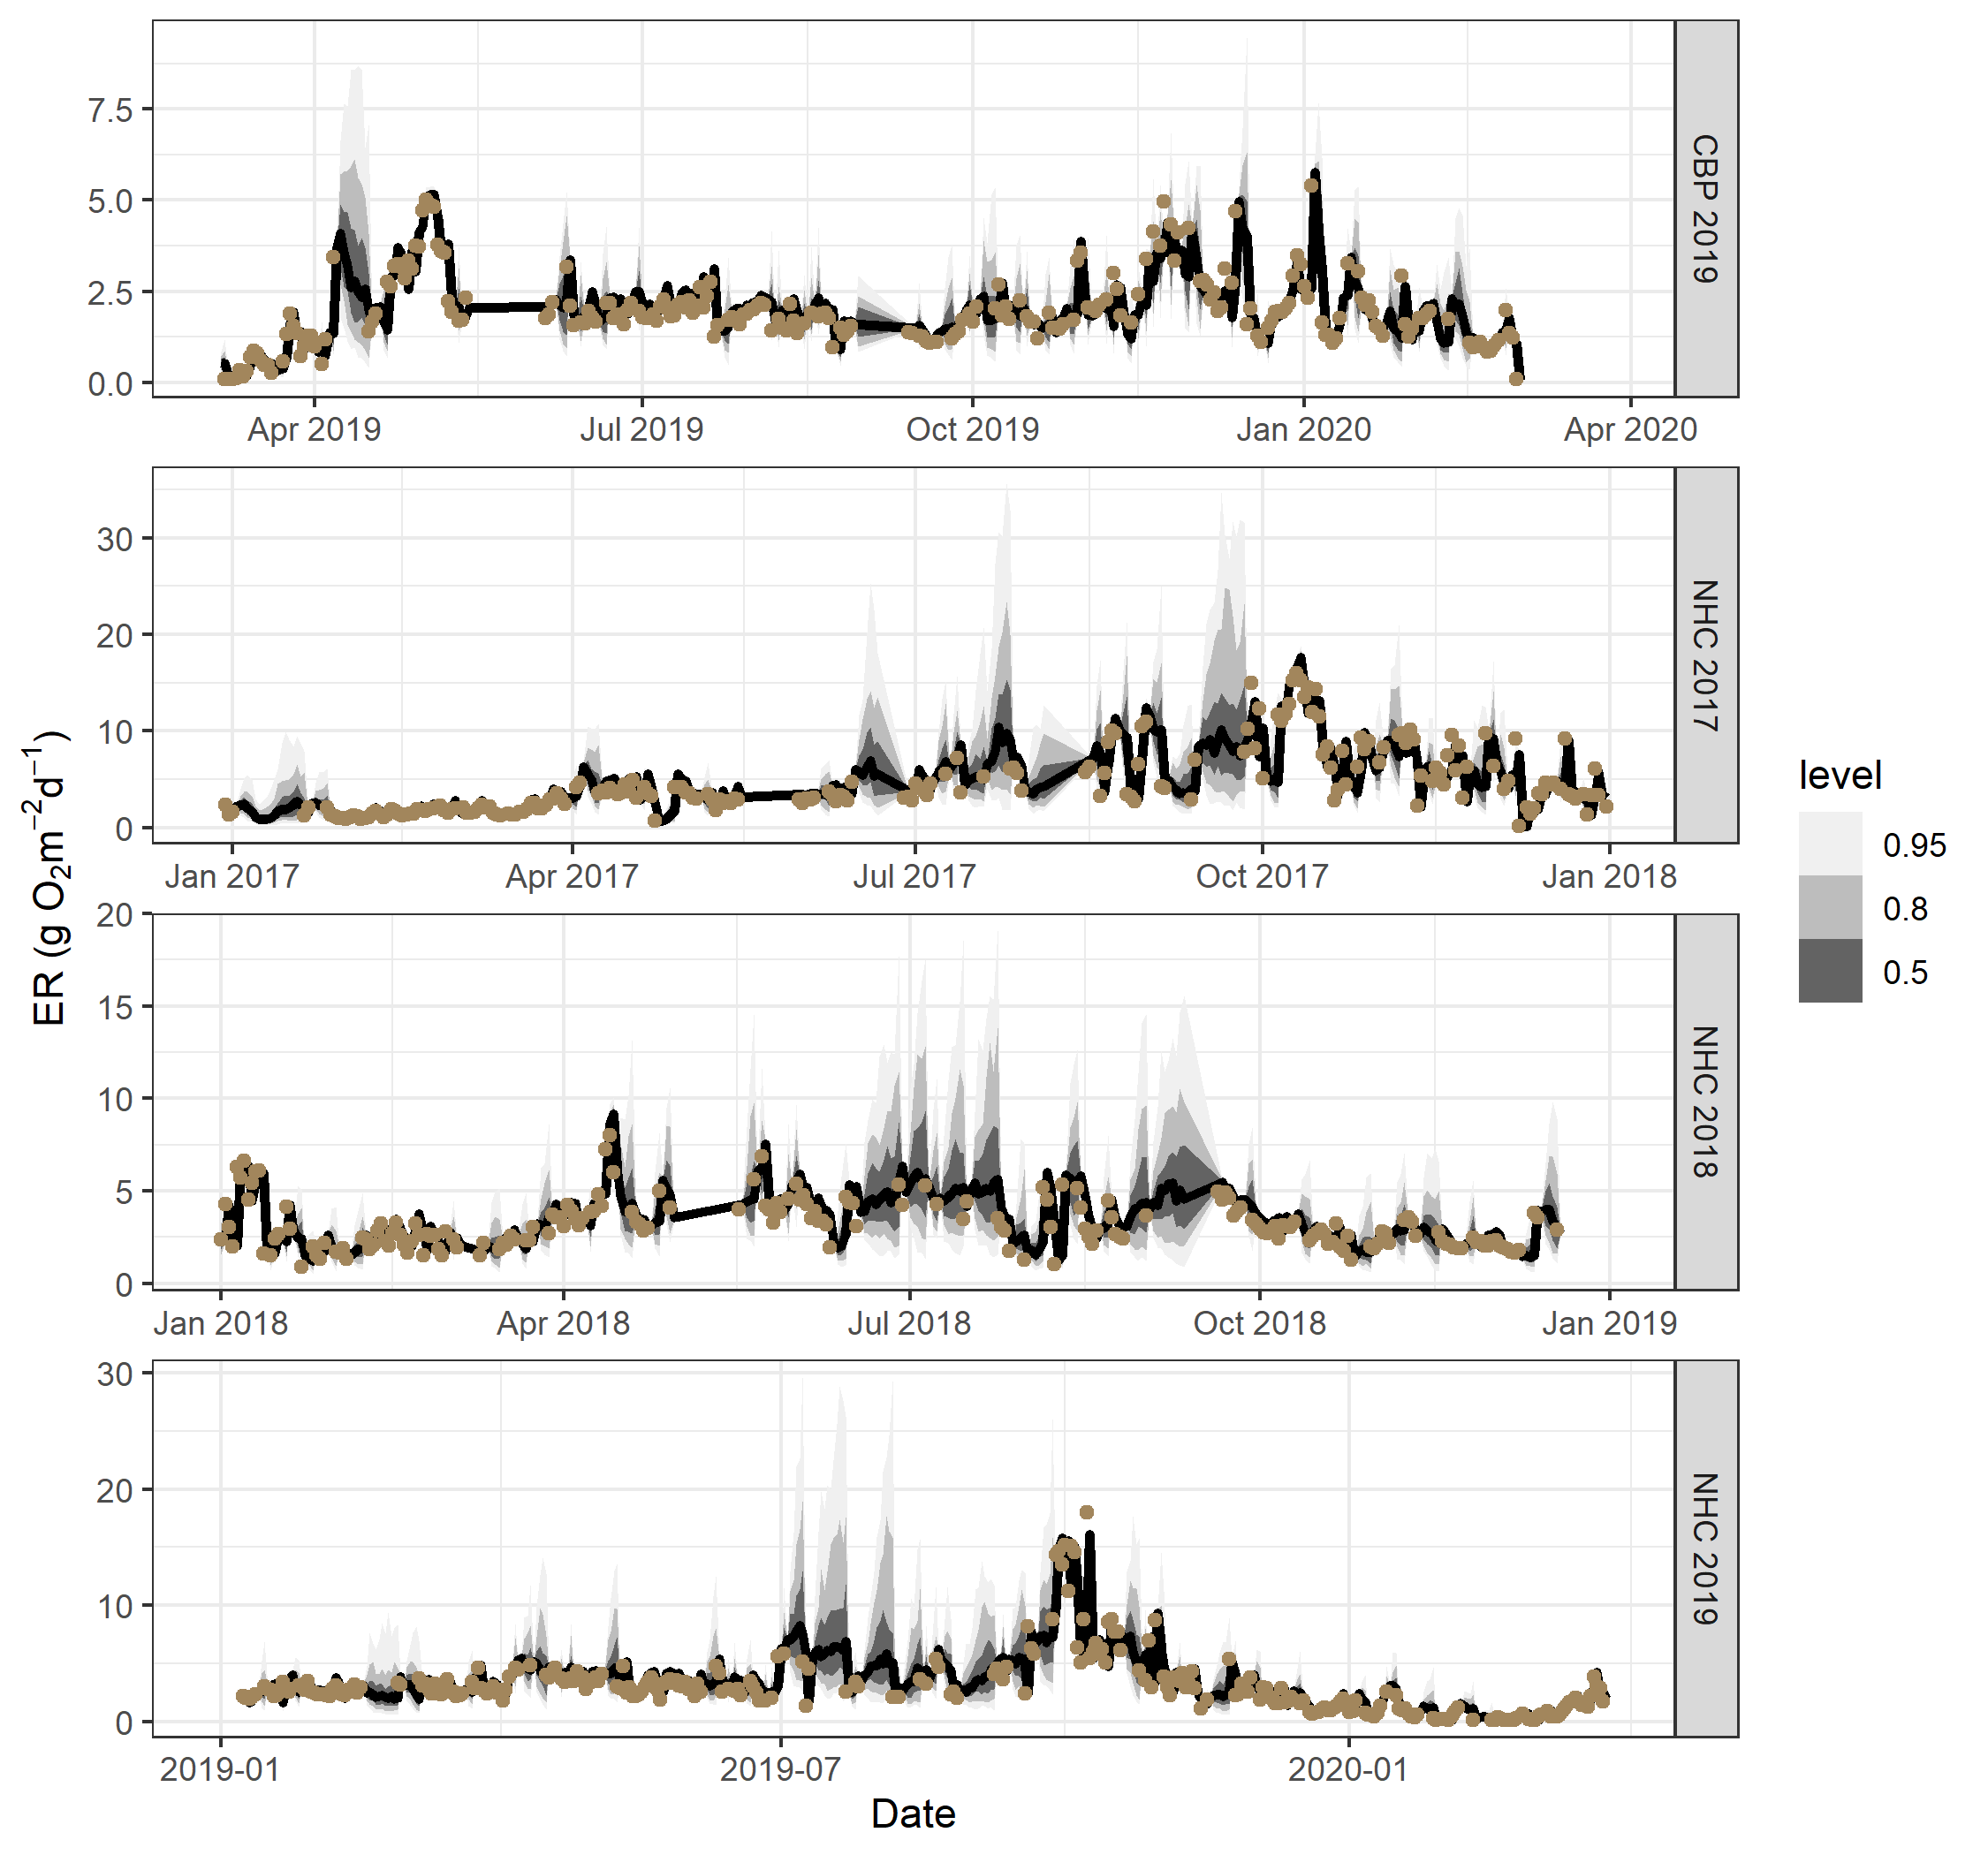 7.5
5.0
2.5
0.0
CBP 2019
Apr 2019 Jul 2019 Oct 2019 Jan 2020 Apr 2020
30
20
10
0
NHC 2017
Jan 2017 Apr 2017 Jul 2017 Oct 2017 Jan 2018
20
15
10
5
0
NHC 2018
Jan 2018 Apr 2018 Jul 2018 Oct 2018 Jan 2019
30
20
10
0
NHC 2019
2019-01 2019-07 2020-01
Date
ER (g O₂m⁻²d⁻¹)
level
0.95
0.8
0.5